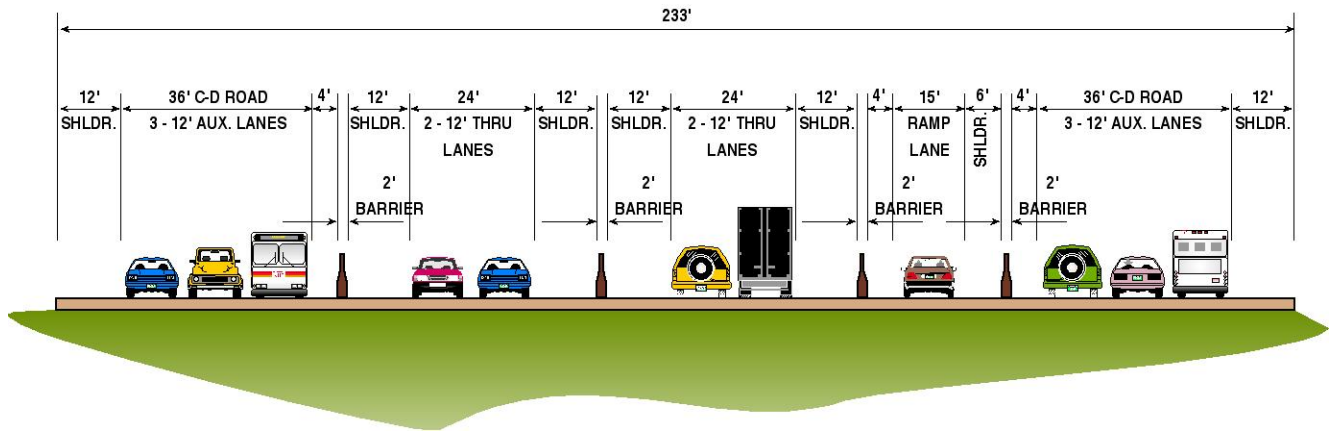 233'
12' 36' C-D ROAD 4' 12' 24' 12' 12' 24' 12' 4' 15' 6' 4' 36' C-D ROAD 12'
SHLDR. 3 - 12' AUX. LANES SHLDR. 2 - 12' THRU SHLDR. SHLDR. 2 - 12' THRU SHLDR. RAMP SHLDR. 3 - 12' AUX. LANES SHLDR.
LANES LANES LANE
2' 2' 2' 2'
BARRIER BARRIER BARRIER BARRIER